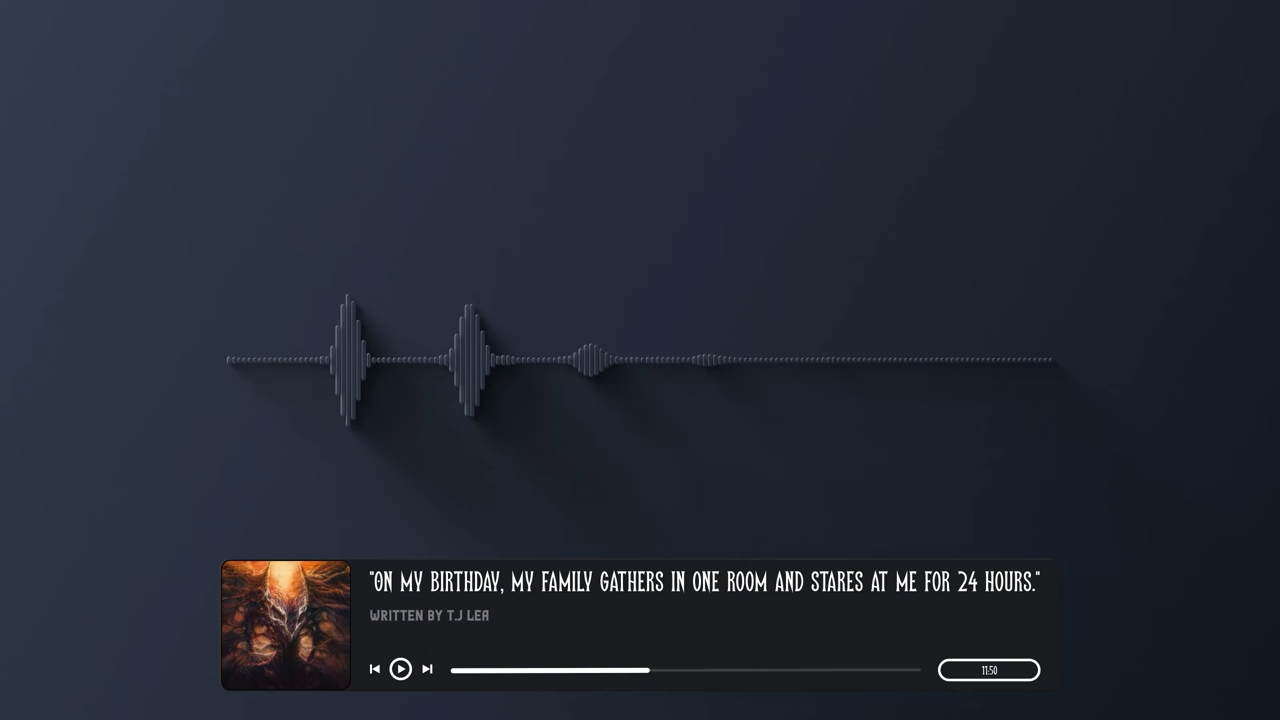 "ON MY BIRTHDAY, MY FAMILY GATHERS IN ONE ROOM AND STARES AT ME FOR 24 HOURS."
WRITTEN BY T.J LEA
11:50